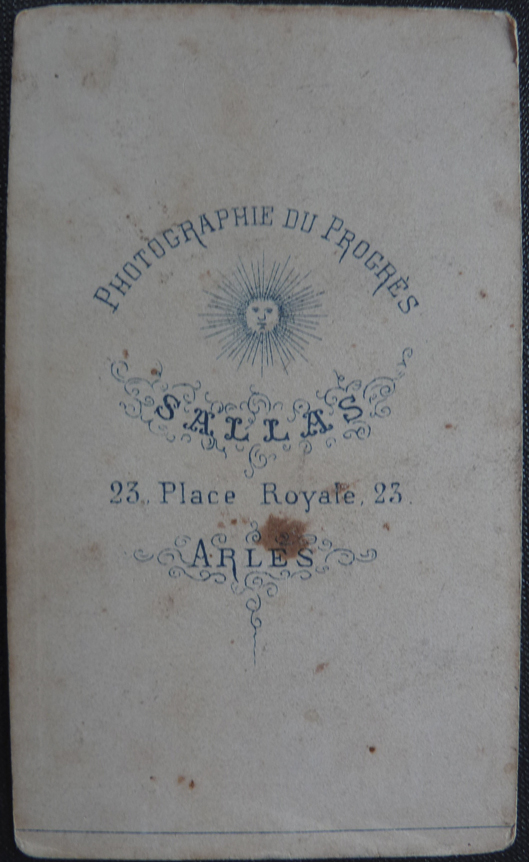 PHOTOGRAPHIE DU PROGRÈS
SALLAS
23, Place Royale, 23.
ARLES